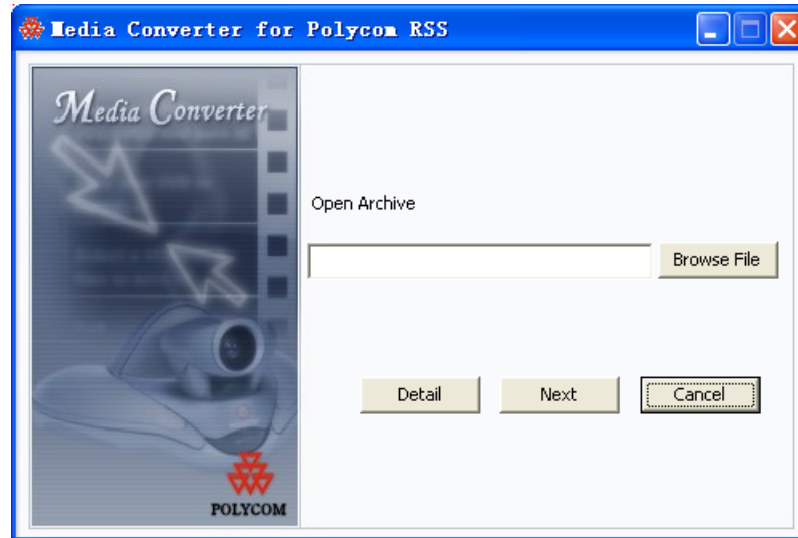 Media Converter for Polycom RSS
Media Converter
Open Archive
Browse File
Detail
Next
Cancel
POLYCOM